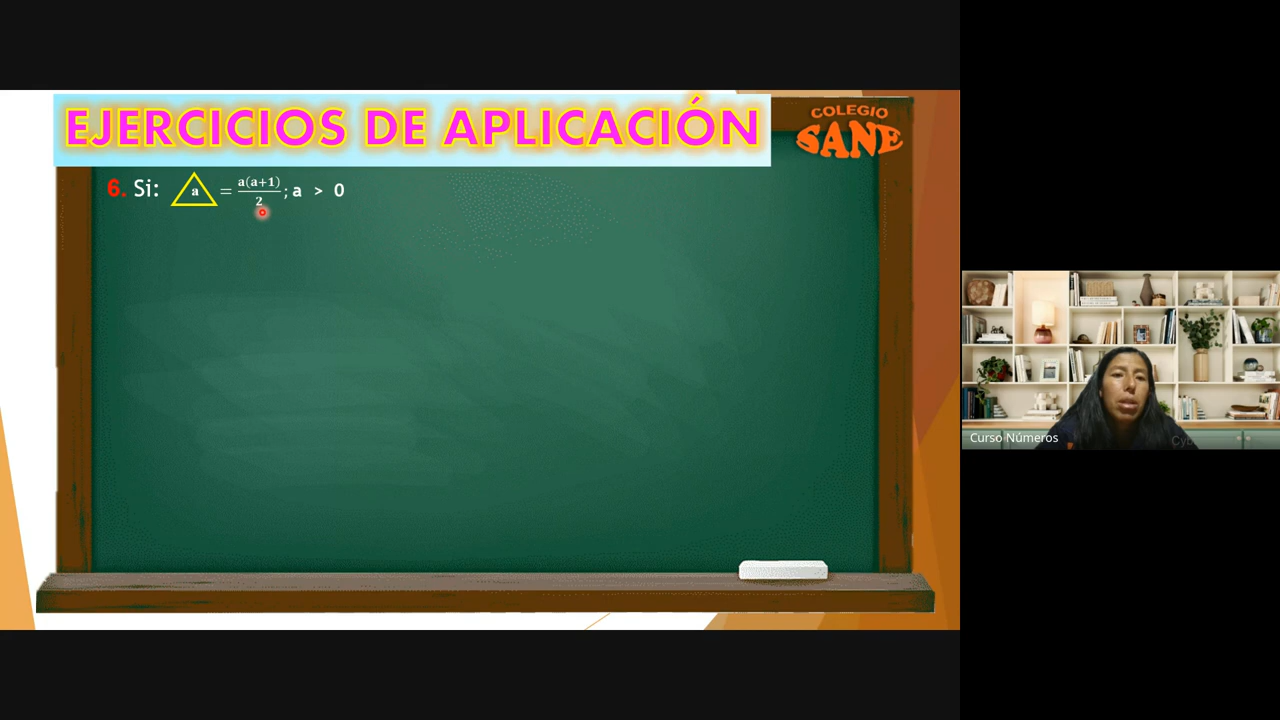 EJERCICIOS DE APLICACIÓN
COLEGIO
SANE
6. Si: a = a(a+1)/2 ; a > 0
Curso Números